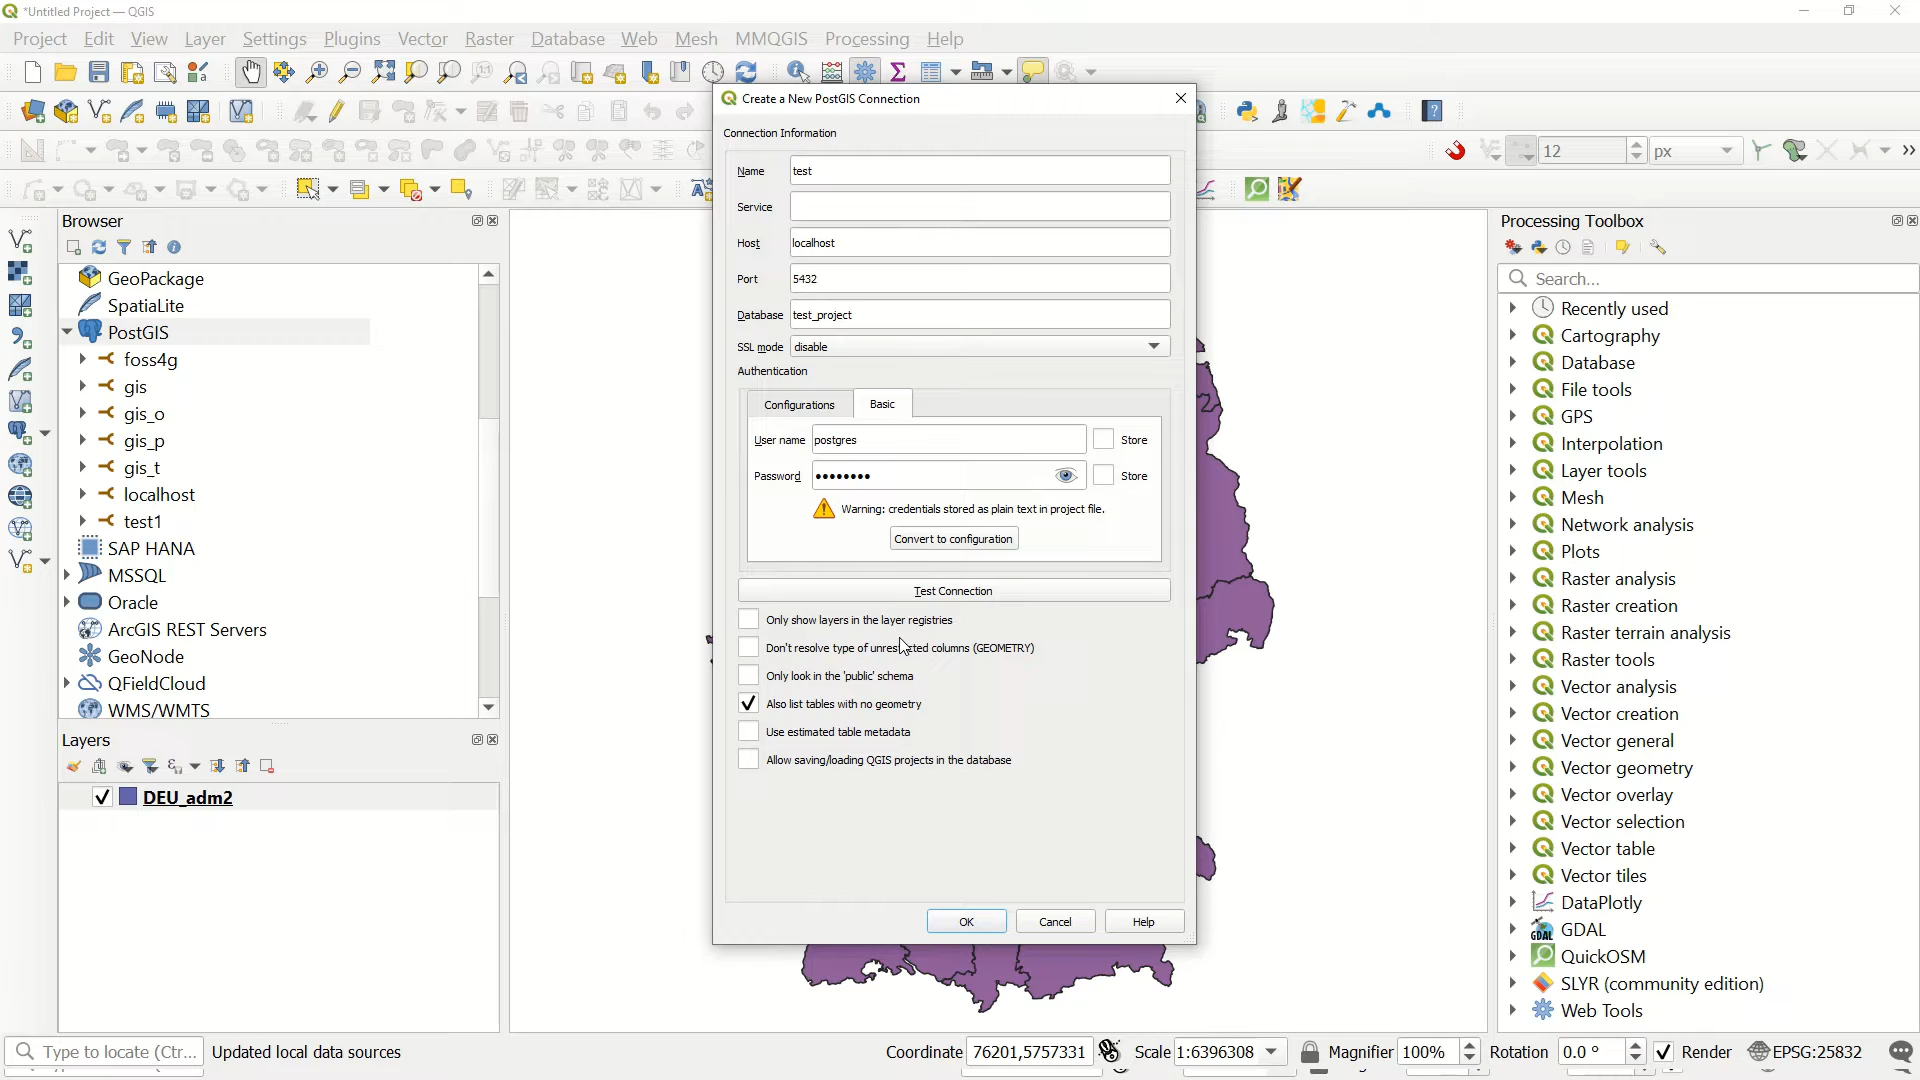 *Untitled Project — QGIS
Project Edit View Layer Settings Plugins Vector Raster Database Web Mesh MMQGIS Processing Help
12 px
Browser
GeoPackage
SpatiaLite
PostGIS
foss4g
gis
gis_o
gis_p
gis_t
localhost
test1
SAP HANA
MSSQL
Oracle
ArcGIS REST Servers
GeoNode
QFieldCloud
WMS/WMTS
Layers
DEU_adm2
Create a New PostGIS Connection
Connection Information
Name test
Service
Host localhost
Port 5432
Database test_project
SSL mode disable
Authentication
Configurations Basic
User name postgres Store
Password •••••••• Store
Warning: credentials stored as plain text in project file.
Convert to configuration
Test Connection
Only show layers in the layer registries
Don't resolve type of unrestricted columns (GEOMETRY)
Only look in the 'public' schema
Also list tables with no geometry
Use estimated table metadata
Allow saving/loading QGIS projects in the database
OK Cancel Help
Processing Toolbox
Search...
Recently used
Cartography
Database
File tools
GPS
Interpolation
Layer tools
Mesh
Network analysis
Plots
Raster analysis
Raster creation
Raster terrain analysis
Raster tools
Vector analysis
Vector creation
Vector general
Vector geometry
Vector overlay
Vector selection
Vector table
Vector tiles
DataPlotly
GDAL
QuickOSM
SLYR (community edition)
Web Tools
Type to locate (Ctr... Updated local data sources Coordinate 76201,5757331 Scale 1:6396308 Magnifier 100% Rotation 0.0 ° Render EPSG:25832